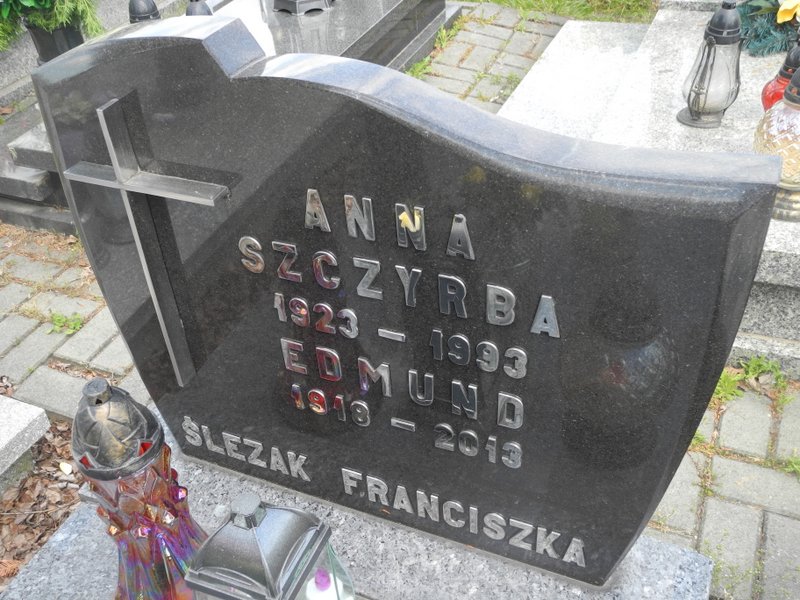 ANNA
SZCZYRBA
1923 – 1993
EDMUND
1918 – 2013
ŚLEZAK FRANCISZKA